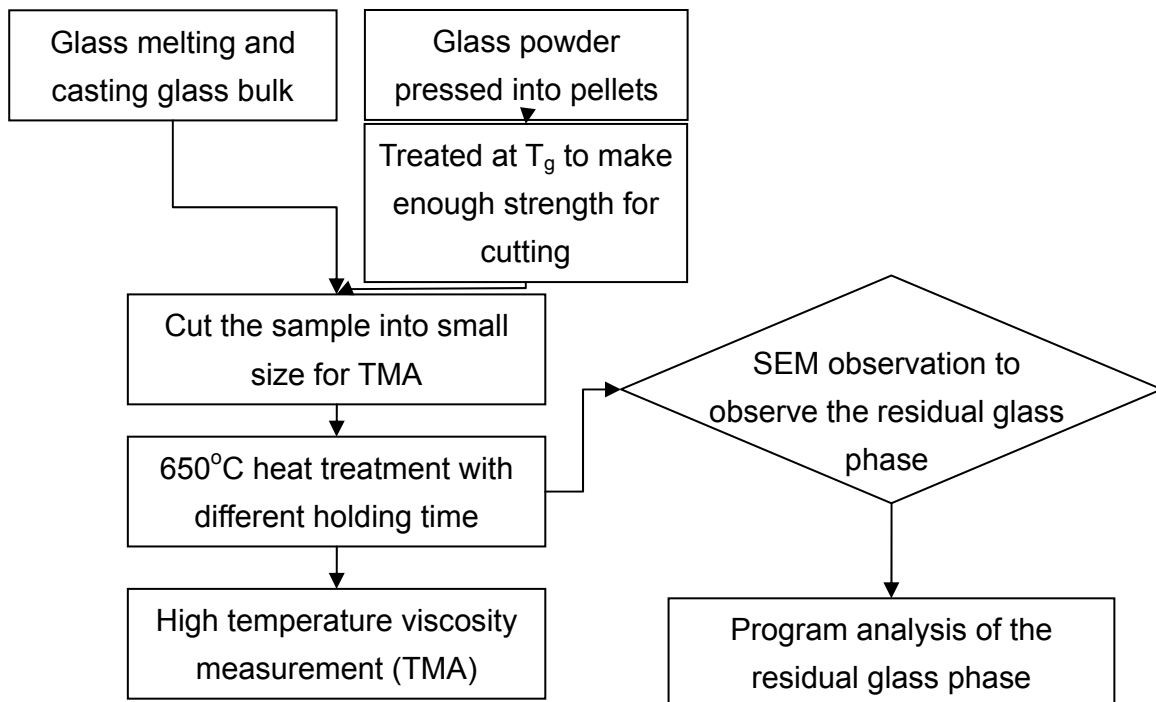 Glass melting and
casting glass bulk
Glass powder
pressed into pellets
Treated at Tg to make
enough strength for
cutting
Cut the sample into small
size for TMA
650°C heat treatment with
different holding time
High temperature viscosity
measurement (TMA)
SEM observation to
observe the residual glass
phase
Program analysis of the
residual glass phase